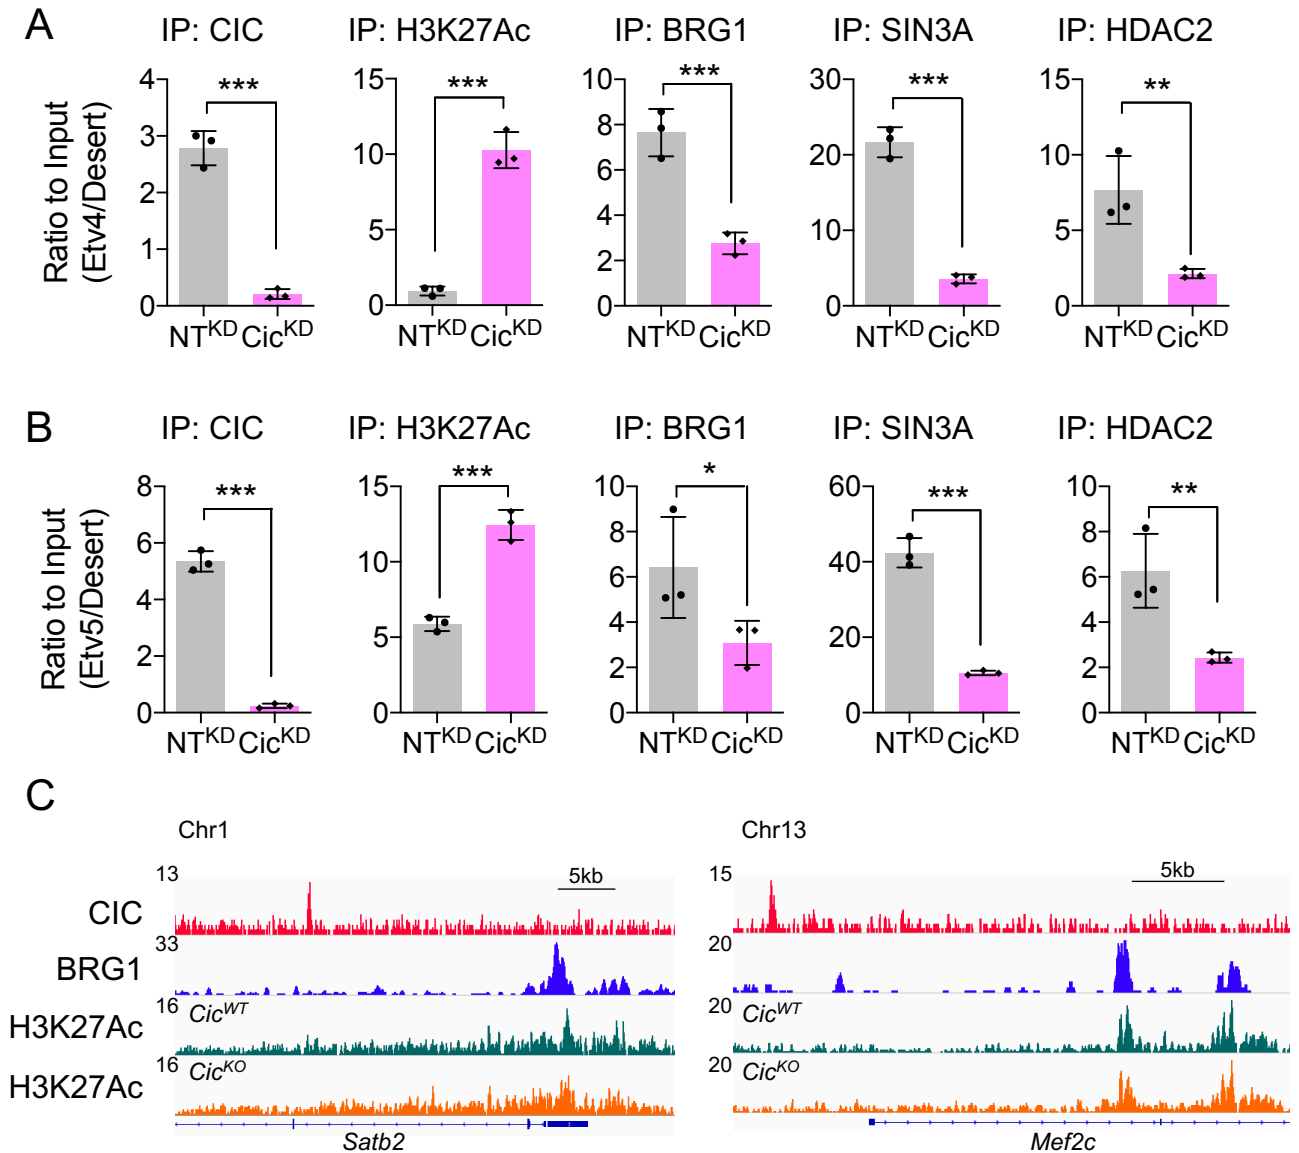 A
IP: CIC
IP: H3K27Ac
IP: BRG1
IP: SIN3A
IP: HDAC2
Ratio to Input
(Etv4/Desert)
4
3
2
1
0
***
NTKD CicKD
15
10
5
0
***
NTKD CicKD
10
8
6
4
2
0
***
NTKD CicKD
30
20
10
0
***
NTKD CicKD
15
10
5
0
**
NTKD CicKD
B
IP: CIC
IP: H3K27Ac
IP: BRG1
IP: SIN3A
IP: HDAC2
Ratio to Input
(Etv5/Desert)
8
6
4
2
0
***
NTKD CicKD
15
10
5
0
***
NTKD CicKD
10
8
6
4
2
0
*
NTKD CicKD
60
40
20
0
***
NTKD CicKD
10
8
6
4
2
0
**
NTKD CicKD
C
Chr1
13
5kb
CIC
33
BRG1
16
CicWT
H3K27Ac
16
CicKO
H3K27Ac
Satb2
Chr13
15
5kb
20
20
CicWT
20
CicKO
Mef2c